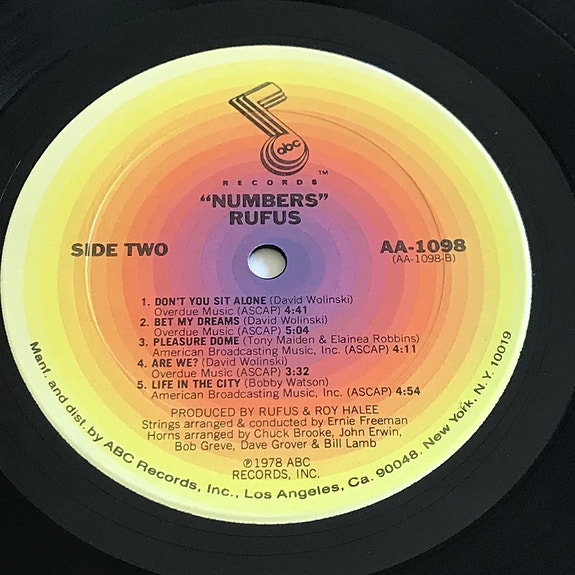 abc
TM
RECORDS
"NUMBERS"
RUFUS
SIDE TWO
AA-1098
(AA-1098-B)
1. DON'T YOU SIT ALONE (David Wolinski)
Overdue Music (ASCAP) 4:41
2. BET MY DREAMS (David Wolinski)
Overdue Music (ASCAP) 5:04
3. PLEASURE DOME (Tony Maiden & Elainea Robbins)
American Broadcasting Music, Inc. (ASCAP) 4:11
4. ARE WE? (David Wolinski)
Overdue Music (ASCAP) 3:32
5. LIFE IN THE CITY (Bobby Watson)
American Broadcasting Music, Inc. (ASCAP) 4:54
PRODUCED BY RUFUS & ROY HALEE
Strings arranged & conducted by Ernie Freeman
Horns arranged by Chuck Brooke, John Erwin,
Bob Greve, Dave Grover & Bill Lamb
℗1978 ABC
RECORDS, INC.
Manf. and dist. by ABC Records, Inc., Los Angeles, Ca. 90048. New York, N.Y. 10019